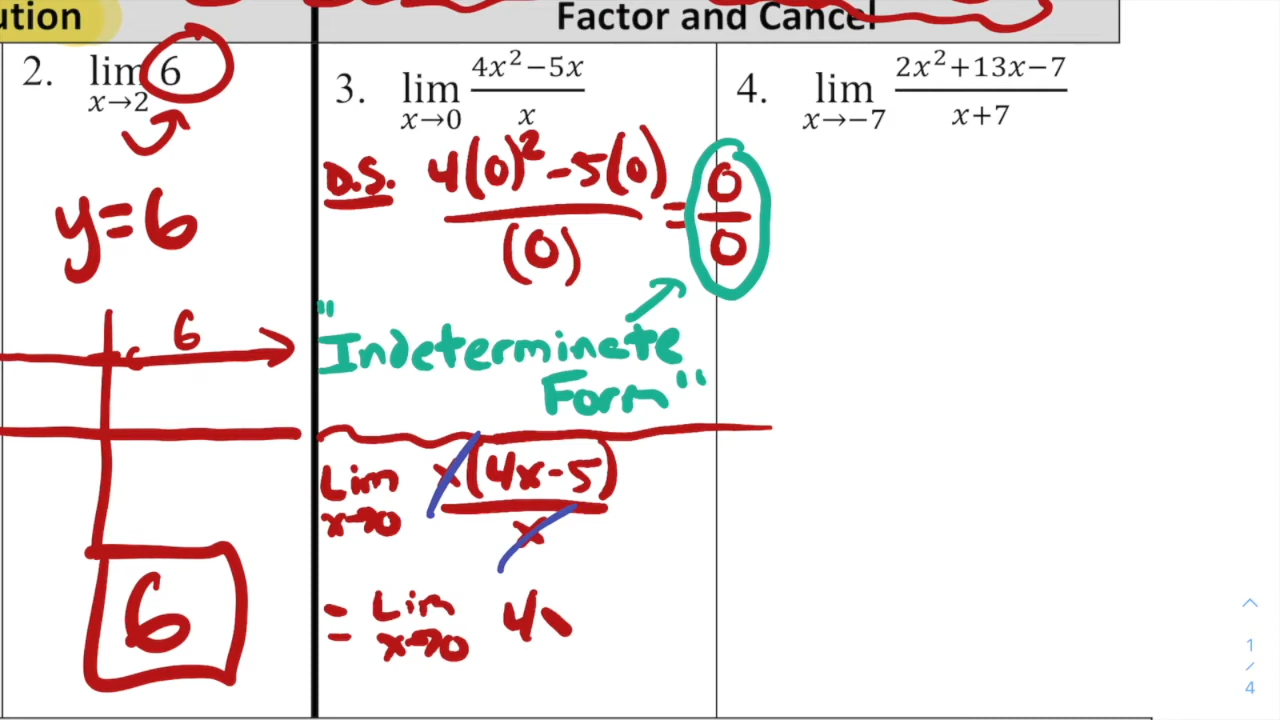 ution
Factor and Cancel
2. lim x→2 6
y=6
6
6
3. lim x→0 (4x²−5x)/x
D.S. (4(0)²-5(0))/(0) = 0/0
"Indeterminate
Form"
Lim x→0 x(4x-5)/x
= Lim x→0 4
4. lim x→−7 (2x²+13x−7)/(x+7)
1
/
4